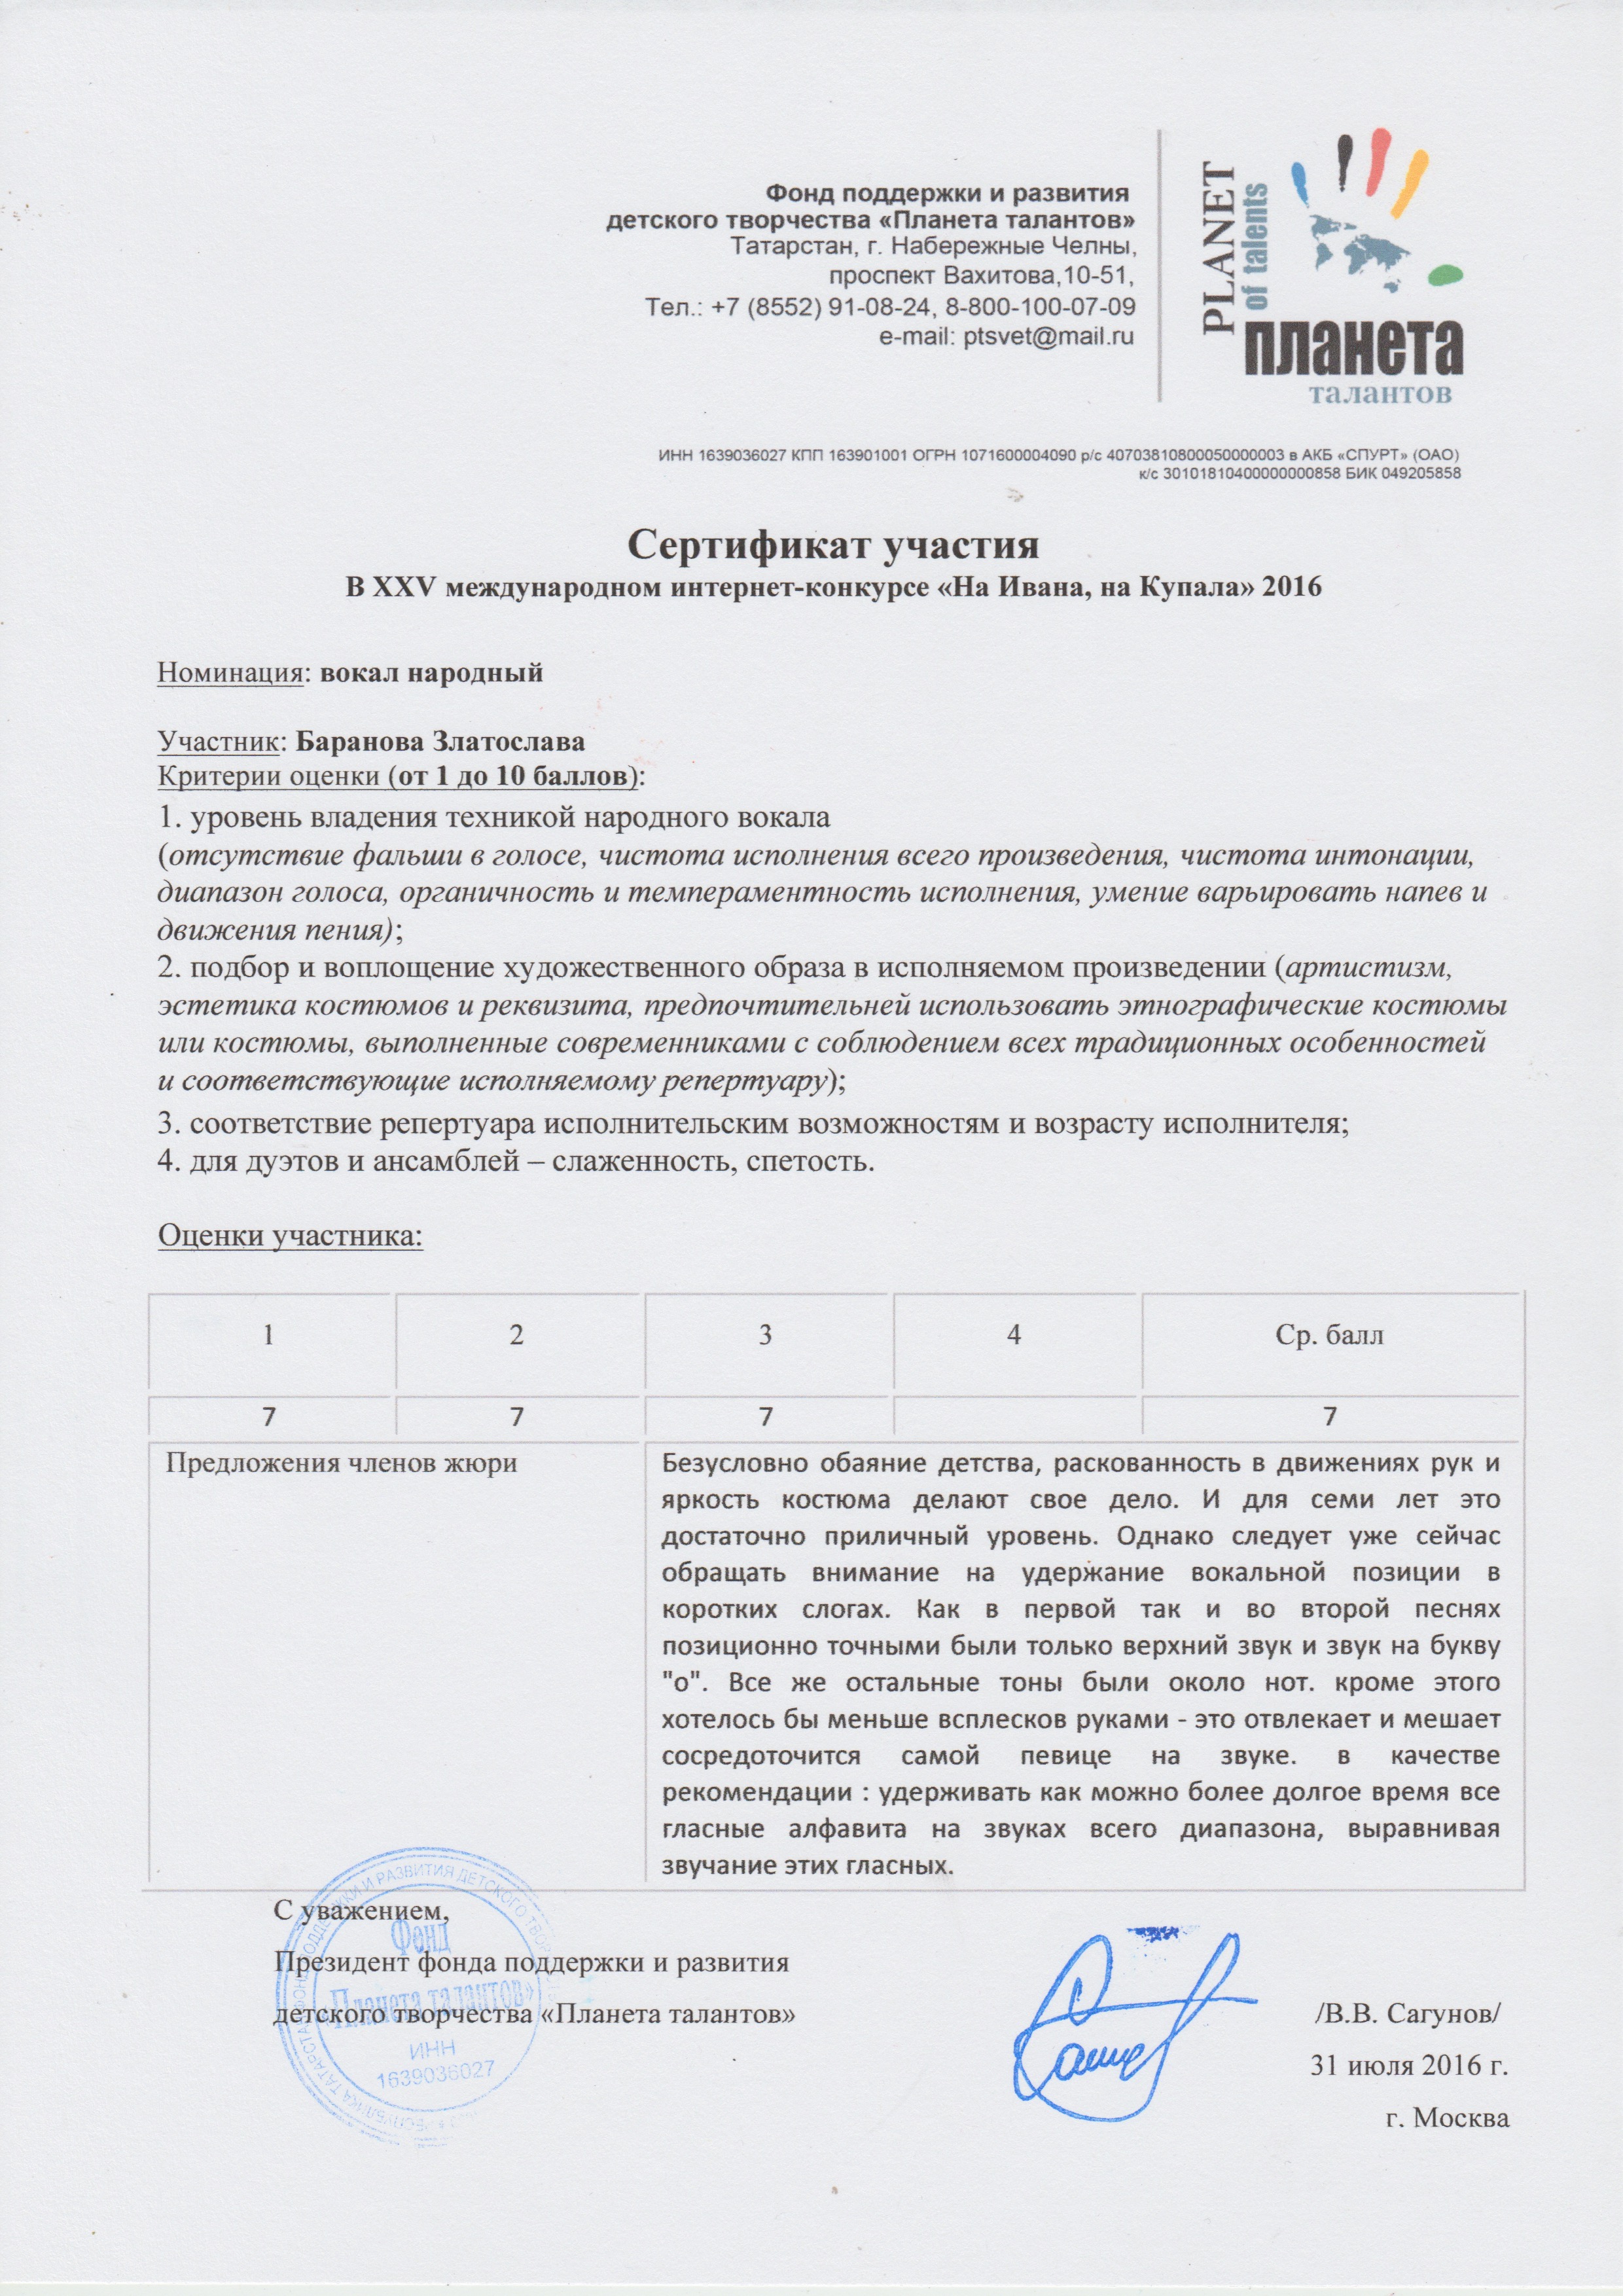 Фонд поддержки и развития
детского творчества «Планета талантов»
Татарстан, г. Набережные Челны,
проспект Вахитова,10-51,
Тел.: +7 (8552) 91-08-24, 8-800-100-07-09
e-mail: ptsvet@mail.ru
PLANET
of talents
планета
талантов
ИНН 1639036027 КПП 163901001 ОГРН 1071600004090 р/с 40703810800050000003 в АКБ «СПУРТ» (ОАО)
к/с 30101810400000000858 БИК 049205858
Сертификат участия
В XXV международном интернет-конкурсе «На Ивана, на Купала» 2016
Номинация: вокал народный
Участник: Баранова Златослава
Критерии оценки (от 1 до 10 баллов):
1. уровень владения техникой народного вокала
(отсутствие фальши в голосе, чистота исполнения всего произведения, чистота интонации,
диапазон голоса, органичность и темпераментность исполнения, умение варьировать напев и
движения пения);
2. подбор и воплощение художественного образа в исполняемом произведении (артистизм,
эстетика костюмов и реквизита, предпочтительней использовать этнографические костюмы
или костюмы, выполненные современниками с соблюдением всех традиционных особенностей
и соответствующие исполняемому репертуару);
3. соответствие репертуара исполнительским возможностям и возрасту исполнителя;
4. для дуэтов и ансамблей – слаженность, спетость.
Оценки участника:
1 2 3 4 Ср. балл
7 7 7 7
Предложения членов жюри
Безусловно обаяние детства, раскованность в движениях рук и
яркость костюма делают свое дело. И для семи лет это
достаточно приличный уровень. Однако следует уже сейчас
обращать внимание на удержание вокальной позиции в
коротких слогах. Как в первой так и во второй песнях
позиционно точными были только верхний звук и звук на букву
"о". Все же остальные тоны были около нот. кроме этого
хотелось бы меньше всплесков руками - это отвлекает и мешает
сосредоточится самой певице на звуке. в качестве
рекомендации : удерживать как можно более долгое время все
гласные алфавита на звуках всего диапазона, выравнивая
звучание этих гласных.
С уважением,
Президент фонда поддержки и развития
детского творчества «Планета талантов»
/В.В. Сагунов/
31 июля 2016 г.
г. Москва
Фонд
«Планета талантов»
ИНН
1639036027